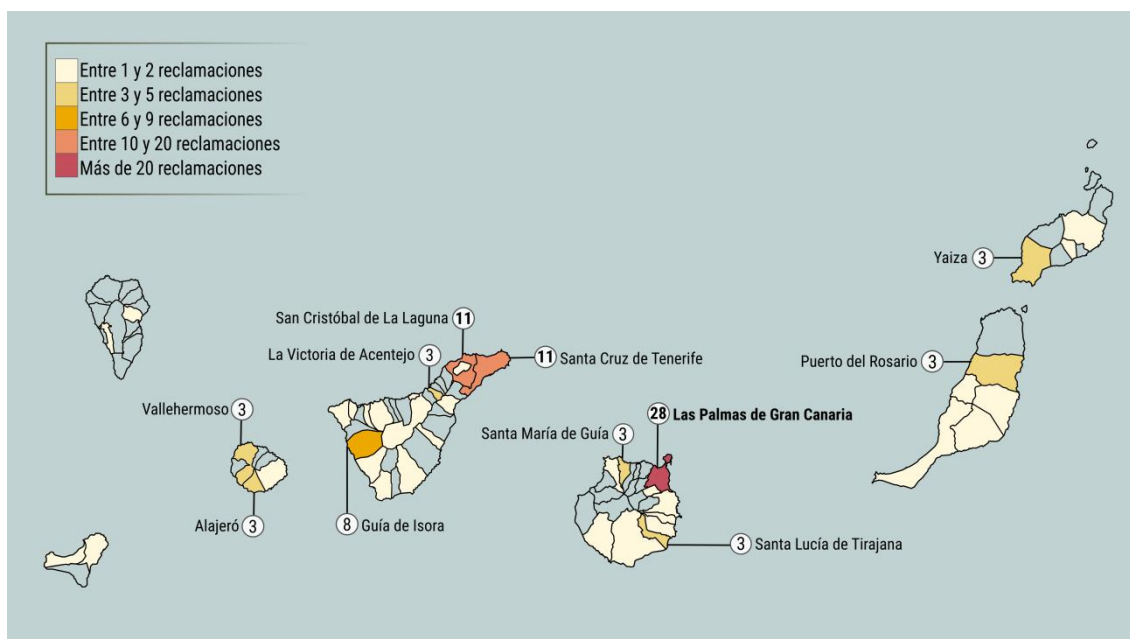 Entre 1 y 2 reclamaciones
Entre 3 y 5 reclamaciones
Entre 6 y 9 reclamaciones
Entre 10 y 20 reclamaciones
Más de 20 reclamaciones
Yaiza 3
San Cristóbal de La Laguna 11
La Victoria de Acentejo 3
11 Santa Cruz de Tenerife
Puerto del Rosario 3
Vallehermoso 3
28 Las Palmas de Gran Canaria
Santa María de Guía 3
Alajeró 3
8 Guía de Isora
3 Santa Lucía de Tirajana